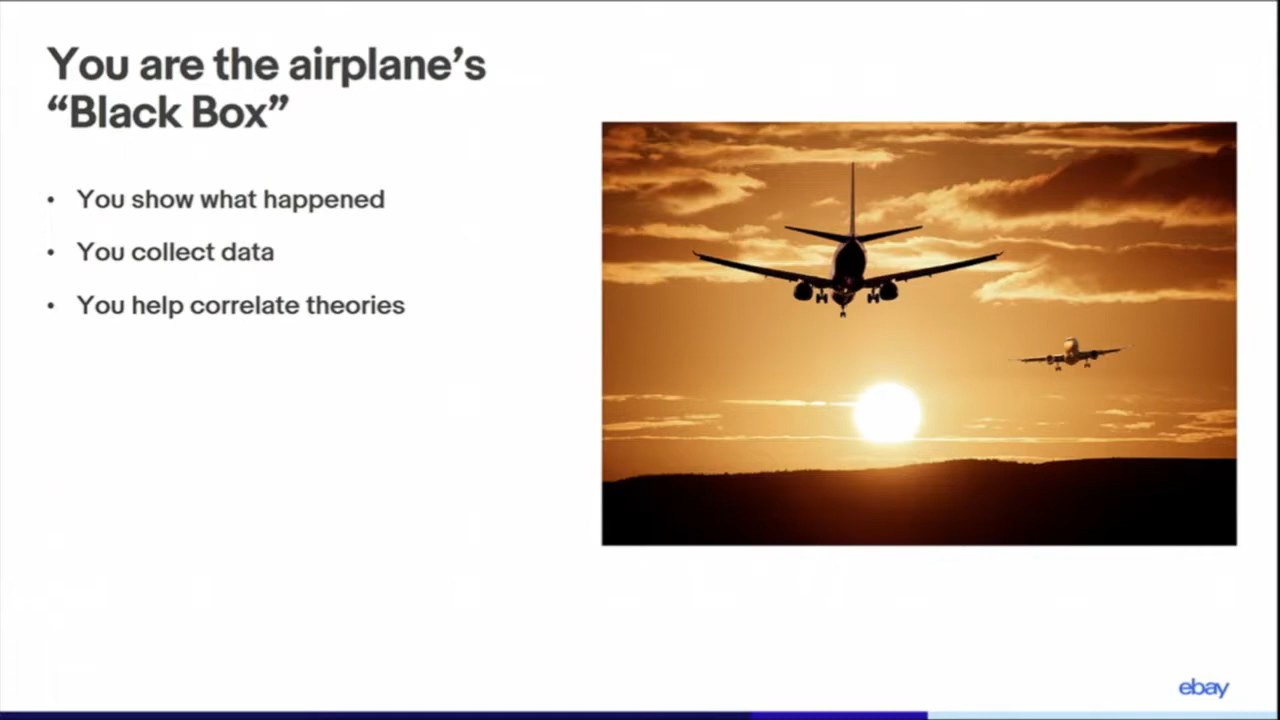 You are the airplane’s
“Black Box”
• You show what happened
• You collect data
• You help correlate theories
ebay